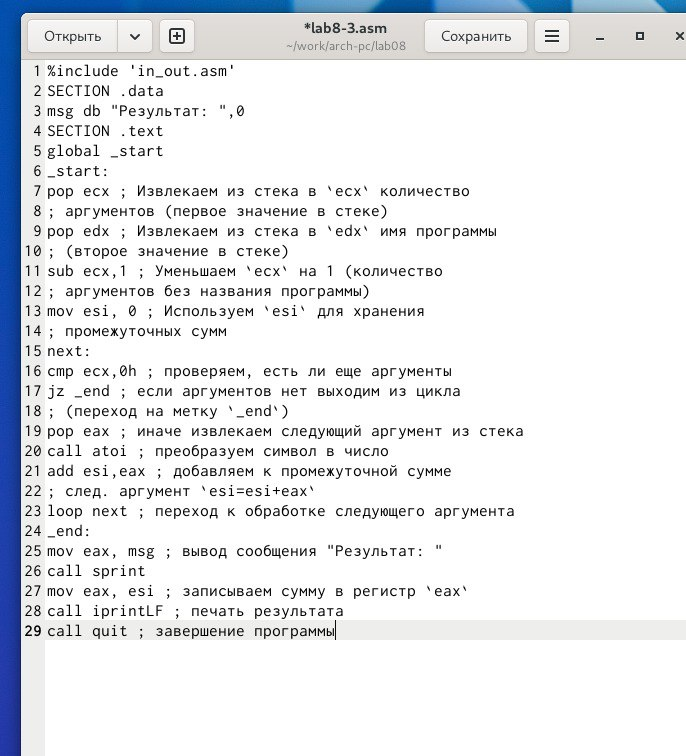 Открыть
*lab8-3.asm
~/work/arch-pc/lab08
Сохранить
1 %include 'in_out.asm'
2 SECTION .data
3 msg db "Результат: ",0
4 SECTION .text
5 global _start
6 _start:
7 pop ecx ; Извлекаем из стека в `ecx` количество
8 ; аргументов (первое значение в стеке)
9 pop edx ; Извлекаем из стека в `edx` имя программы
10 ; (второе значение в стеке)
11 sub ecx,1 ; Уменьшаем `ecx` на 1 (количество
12 ; аргументов без названия программы)
13 mov esi, 0 ; Используем `esi` для хранения
14 ; промежуточных сумм
15 next:
16 cmp ecx,0h ; проверяем, есть ли еще аргументы
17 jz _end ; если аргументов нет выходим из цикла
18 ; (переход на метку `_end`)
19 pop eax ; иначе извлекаем следующий аргумент из стека
20 call atoi ; преобразуем символ в число
21 add esi,eax ; добавляем к промежуточной сумме
22 ; след. аргумент `esi=esi+eax`
23 loop next ; переход к обработке следующего аргумента
24 _end:
25 mov eax, msg ; вывод сообщения "Результат: "
26 call sprint
27 mov eax, esi ; записываем сумму в регистр `eax`
28 call iprintLF ; печать результата
29 call quit ; завершение программы